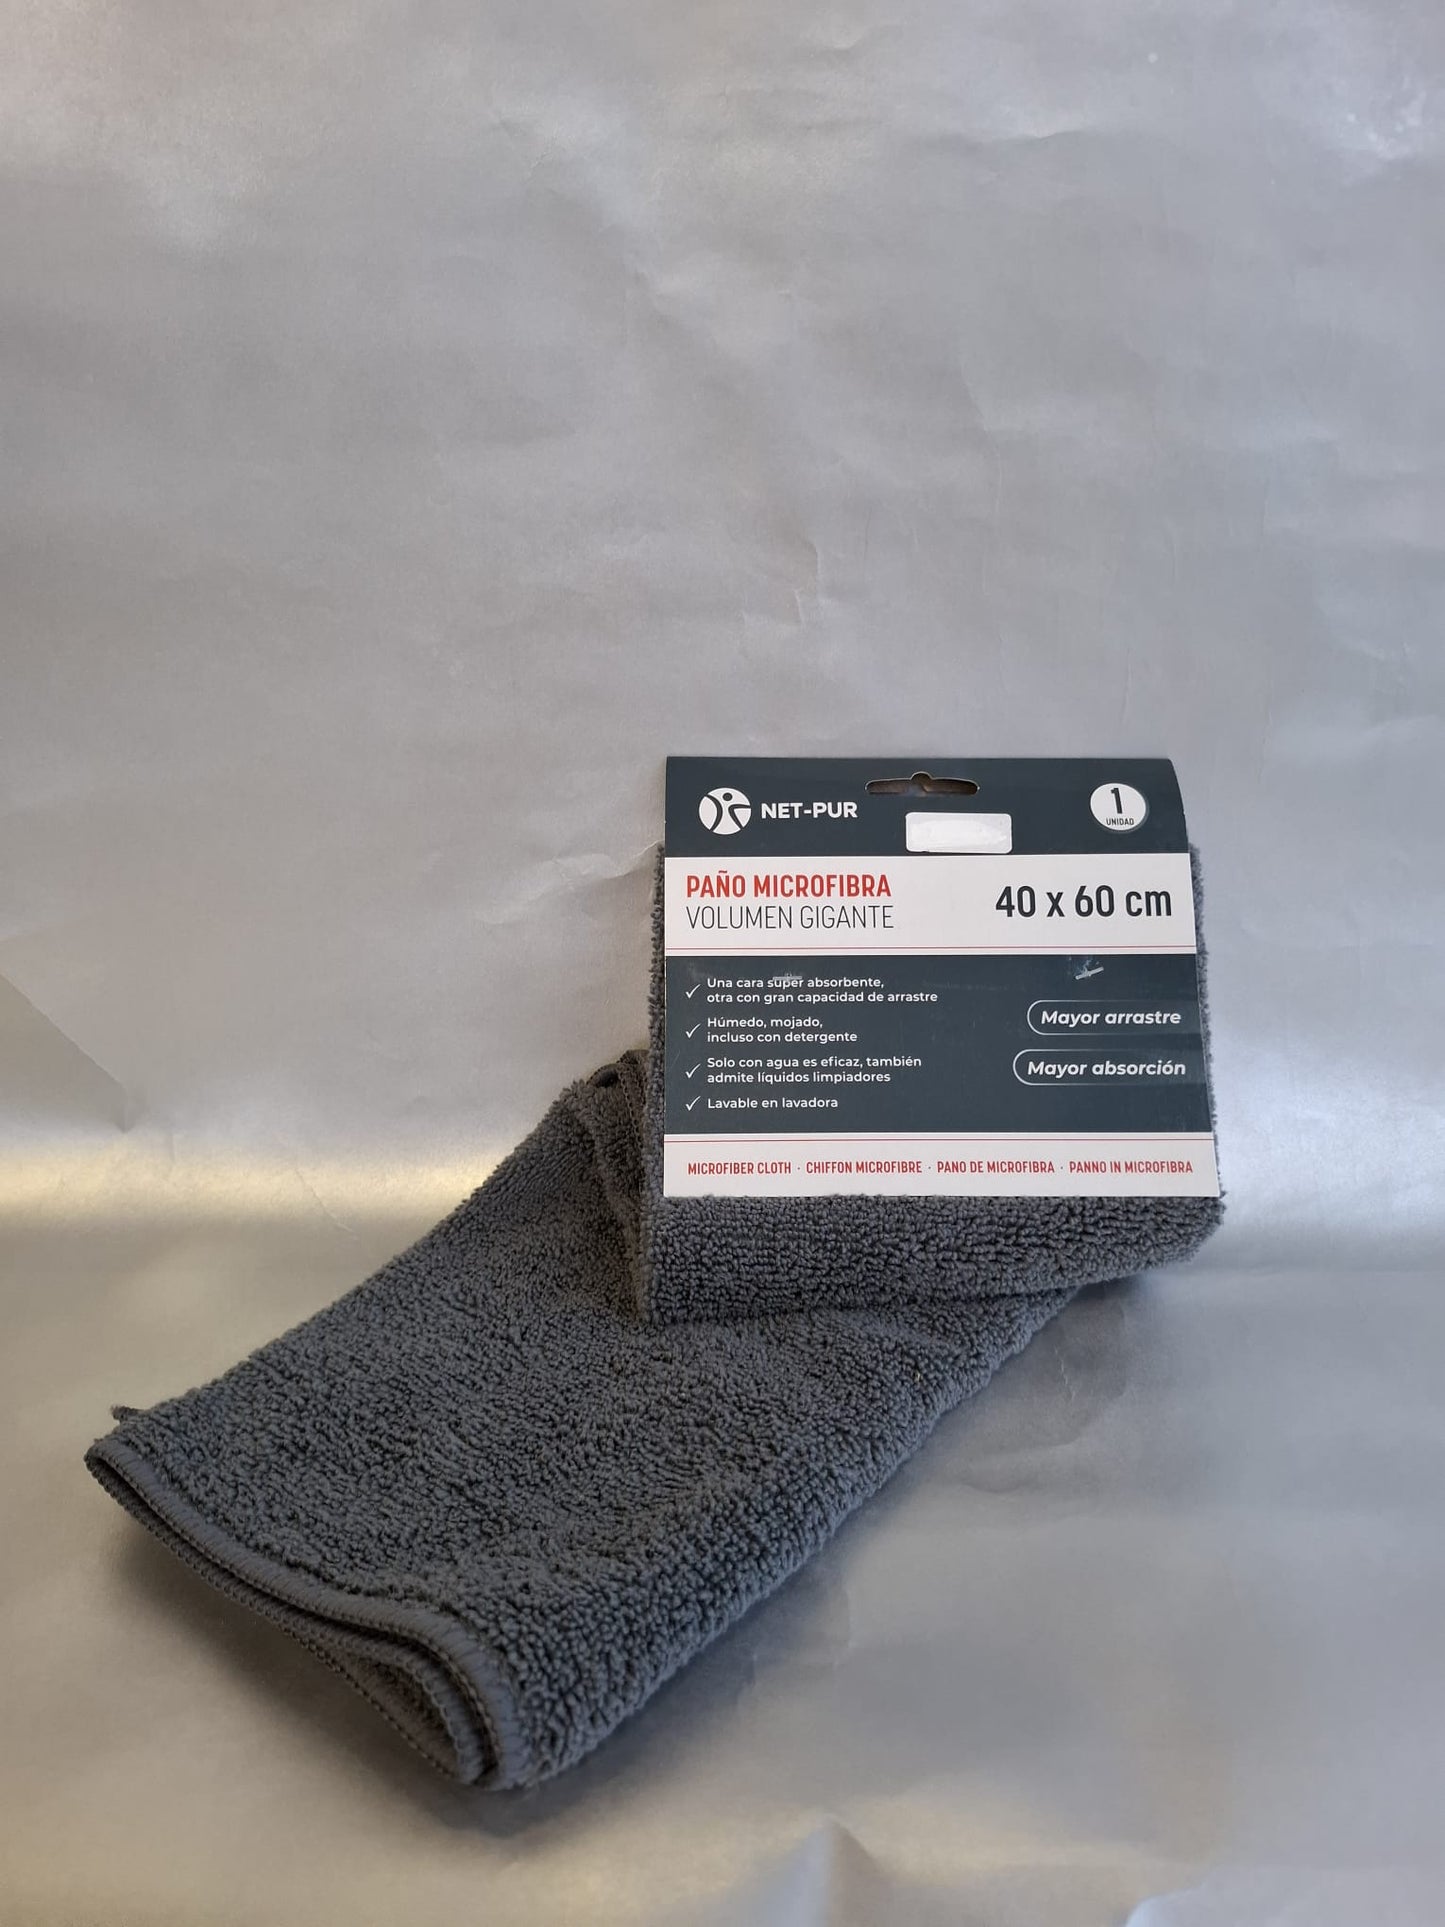 NET-PUR
1
UNIDAD
PAÑO MICROFIBRA
VOLUMEN GIGANTE
40 x 60 cm
Una cara super absorbente,
otra con gran capacidad de arrastre
Húmedo, mojado,
incluso con detergente
Solo con agua es eficaz, también
admite líquidos limpiadores
Lavable en lavadora
Mayor arrastre
Mayor absorción
MICROFIBER CLOTH · CHIFFON MICROFIBRE · PANO DE MICROFIBRA · PANNO IN MICROFIBRA